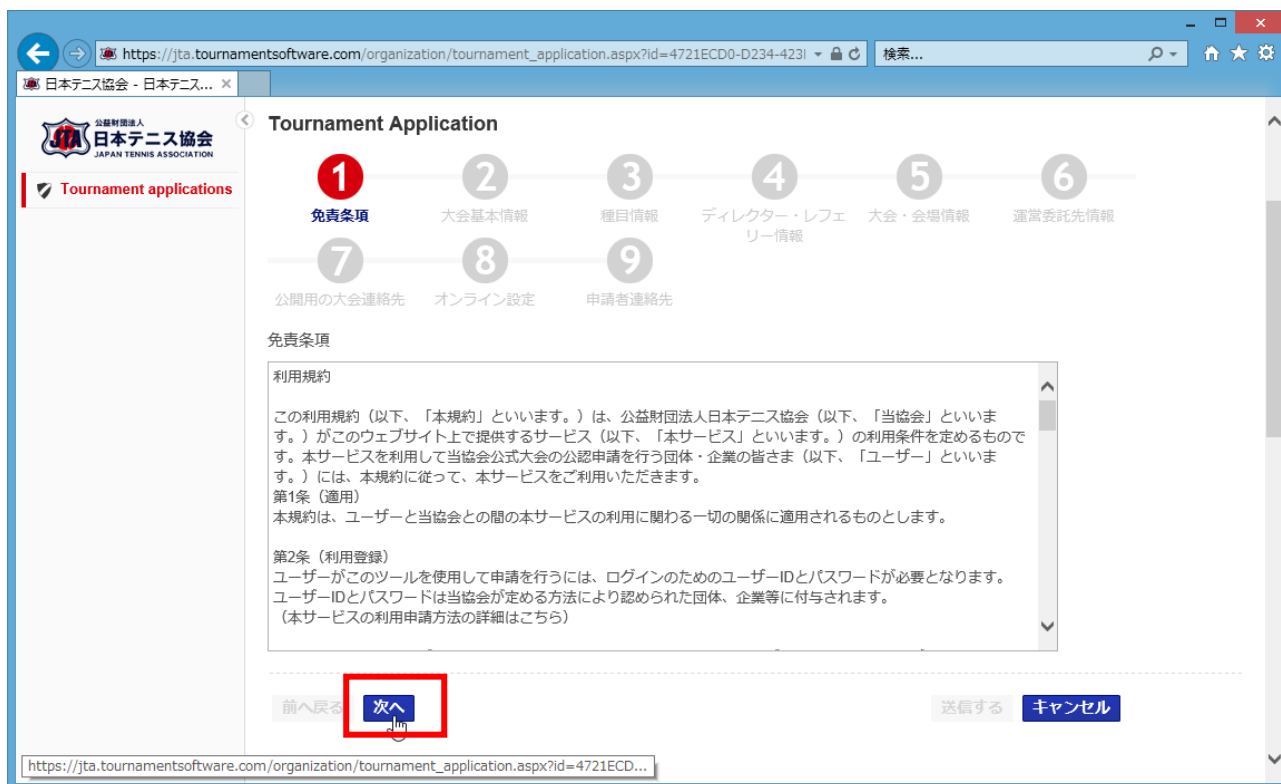 https://jta.tournamentsoftware.com/organization/tournament_application.aspx?id=4721ECD0-D234-423
検索...
日本テニス協会 - 日本テニス...
公益財団法人
日本テニス協会
JAPAN TENNIS ASSOCIATION
JTA
Tournament applications
Tournament Application
1
2
3
4
5
6
免責条項
大会基本情報
種目情報
ディレクター・レフェ
リー情報
大会・会場情報
運営委託先情報
7
8
9
公開用の大会連絡先
オンライン設定
申請者連絡先
免責条項
利用規約
この利用規約（以下、「本規約」といいます。）は、公益財団法人日本テニス協会（以下、「当協会」といいま
す。）がこのウェブサイト上で提供するサービス（以下、「本サービス」といいます。）の利用条件を定めるもので
す。本サービスを利用して当協会公式大会の公認申請を行う団体・企業の皆さま（以下、「ユーザー」といいま
す。）には、本規約に従って、本サービスをご利用いただきます。
第1条（適用）
本規約は、ユーザーと当協会との間の本サービスの利用に関わる一切の関係に適用されるものとします。
第2条（利用登録）
ユーザーがこのツールを使用して申請を行うには、ログインのためのユーザーIDとパスワードが必要となります。
ユーザーIDとパスワードは当協会が定める方法により認められた団体、企業等に付与されます。
（本サービスの利用申請方法の詳細はこちら）
前へ戻る
次へ
送信する
キャンセル
https://jta.tournamentsoftware.com/organization/tournament_application.aspx?id=4721ECD...